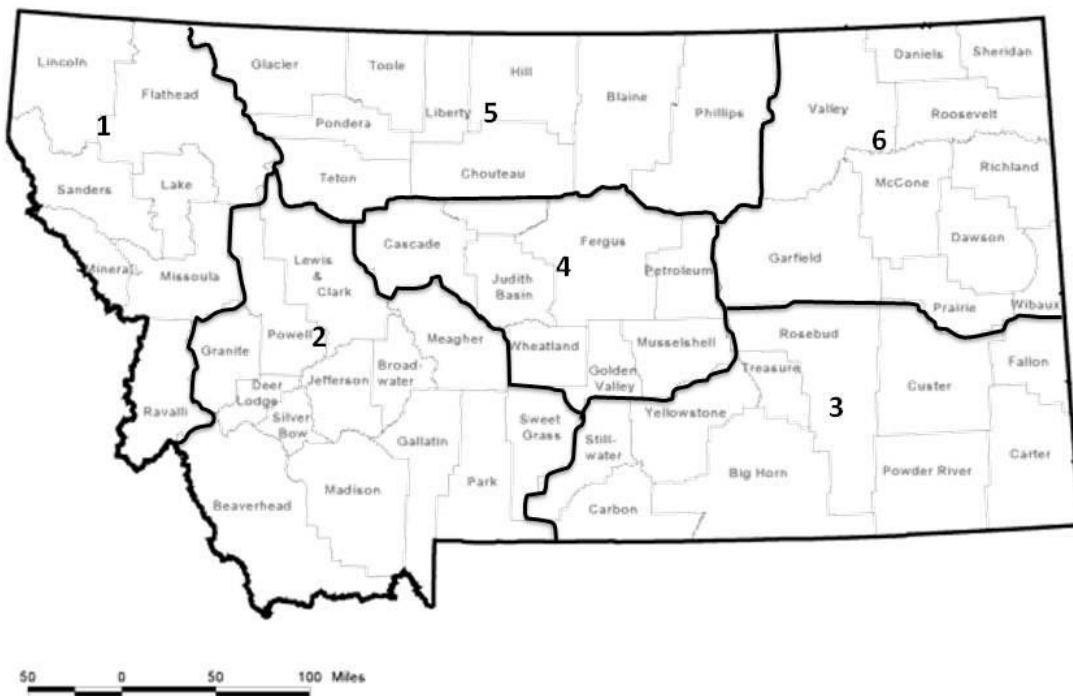 Lincoln
Flathead
1
Sanders
Lake
Mineral
Missoula
Ravalli
Glacier
Toole
Liberty
Hill
5
Blaine
Phillips
Pondera
Teton
Chouteau
Daniels
Sheridan
Valley
Roosevelt
6
Richland
McCone
Dawson
Garfield
Prairie
Wibaux
Cascade
Fergus
4
Judith
Basin
Petroleum
Wheatland
Golden
Valley
Musselshell
Lewis
&
Clark
Powell
2
Granite
Meagher
Broad-
water
Jefferson
Deer
Lodge
Silver
Bow
Gallatin
Sweet
Grass
Park
Madison
Beaverhead
Rosebud
Treasure
Custer
Fallon
3
Yellowstone
Still-
water
Big Horn
Powder River
Carter
Carbon
50 0 50 100 Miles